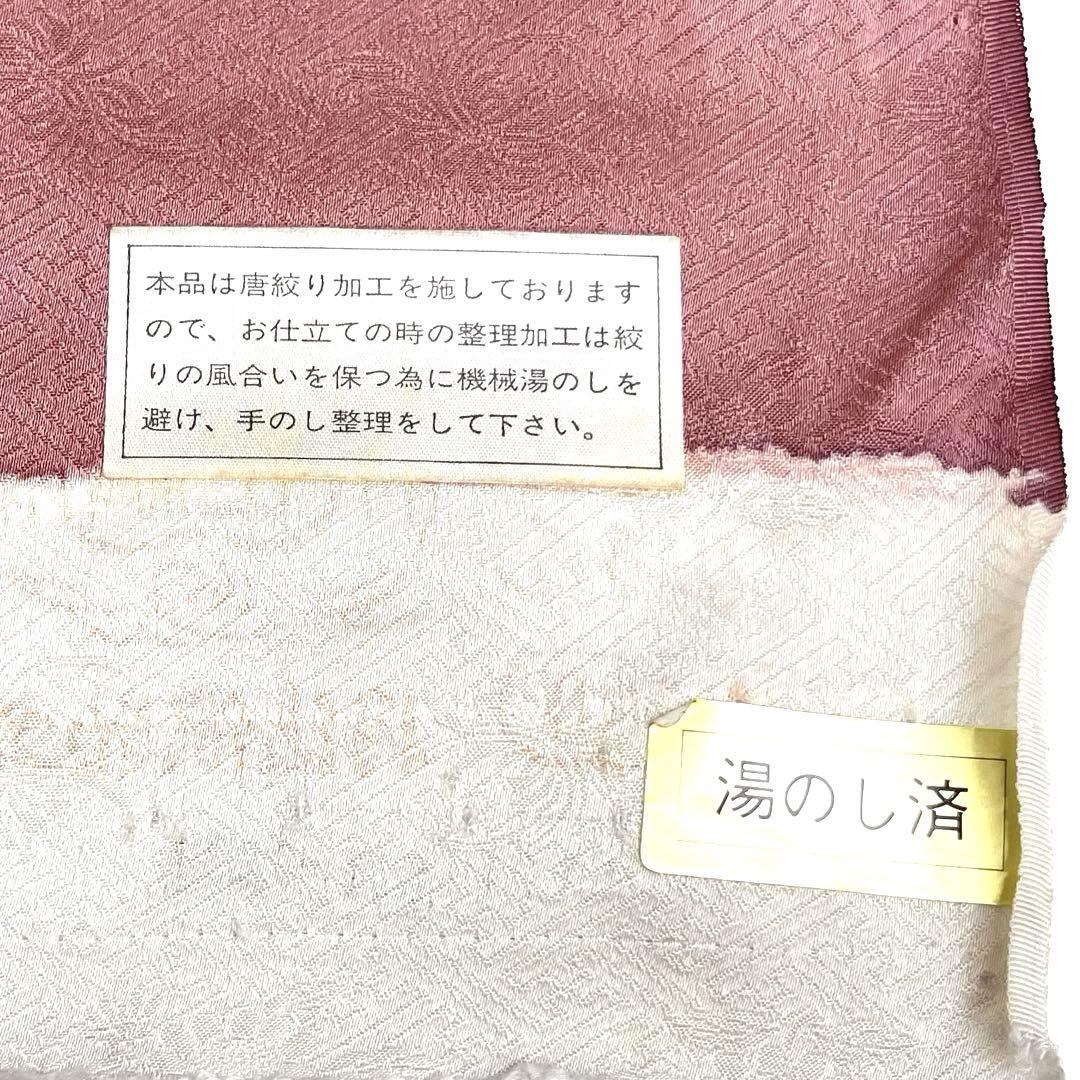 本品は唐絞り加工を施しております
ので、お仕立ての時の整理加工は絞
りの風合いを保つ為に機械湯のしを
避け、手のし整理をして下さい。
湯のし済